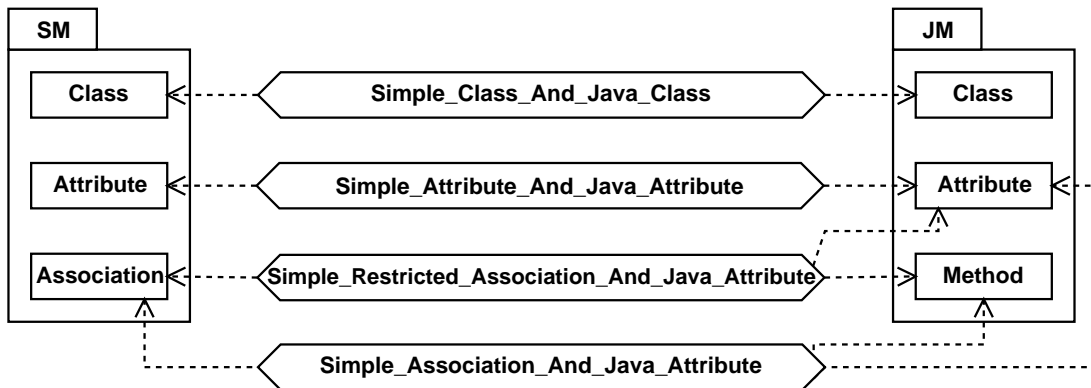 SM
JM
Class
Simple_Class_And_Java_Class
Class
Attribute
Simple_Attribute_And_Java_Attribute
Attribute
Association
Simple_Restricted_Association_And_Java_Attribute
Method
Simple_Association_And_Java_Attribute